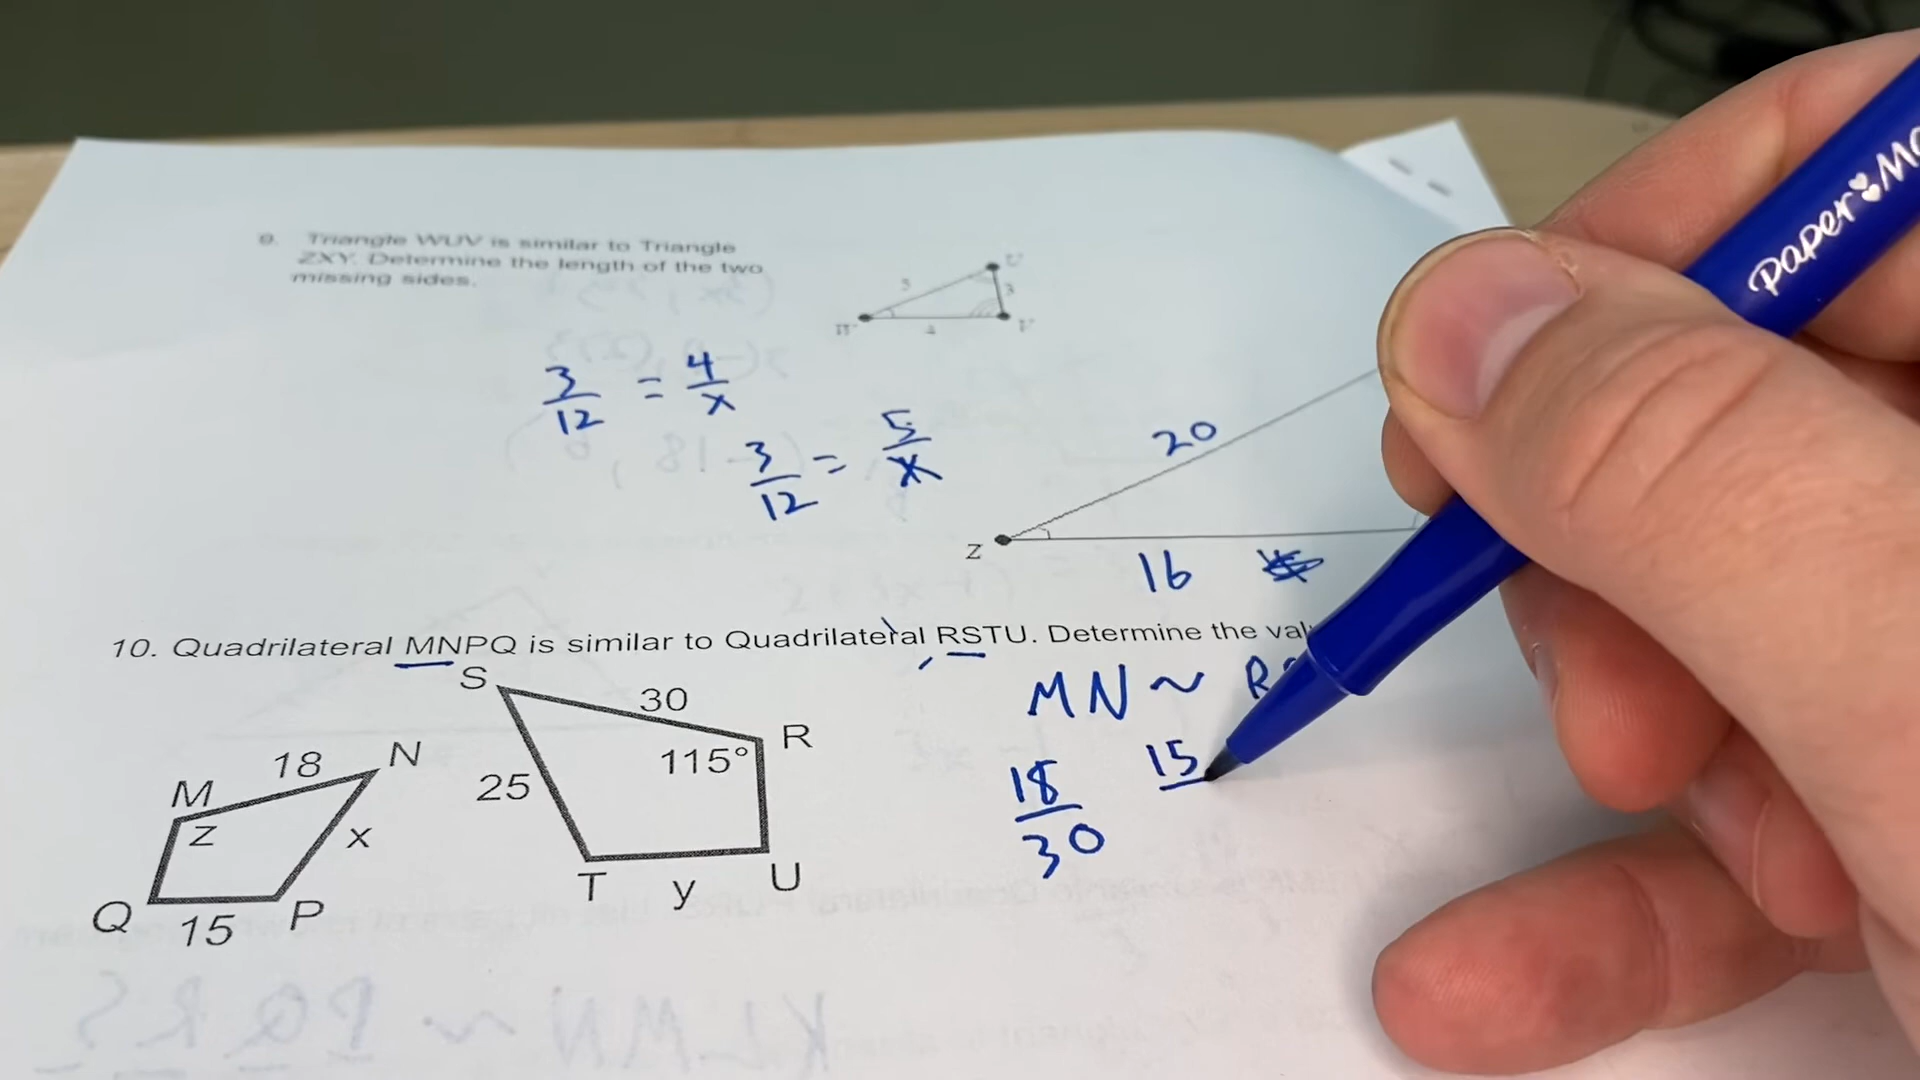 9. Triangle WUV is similar to Triangle
ZXY. Determine the length of the two
missing sides.
5
U
3
W
4
V
3/12 = 4/x
3/12 = 5/x
20
Z
16
10. Quadrilateral MNPQ is similar to Quadrilateral RSTU. Determine the
S
30
R
115°
25
T
y
U
18
N
M
z
x
Q
15
P
MN ~ R
18/30
15
Paper Ma